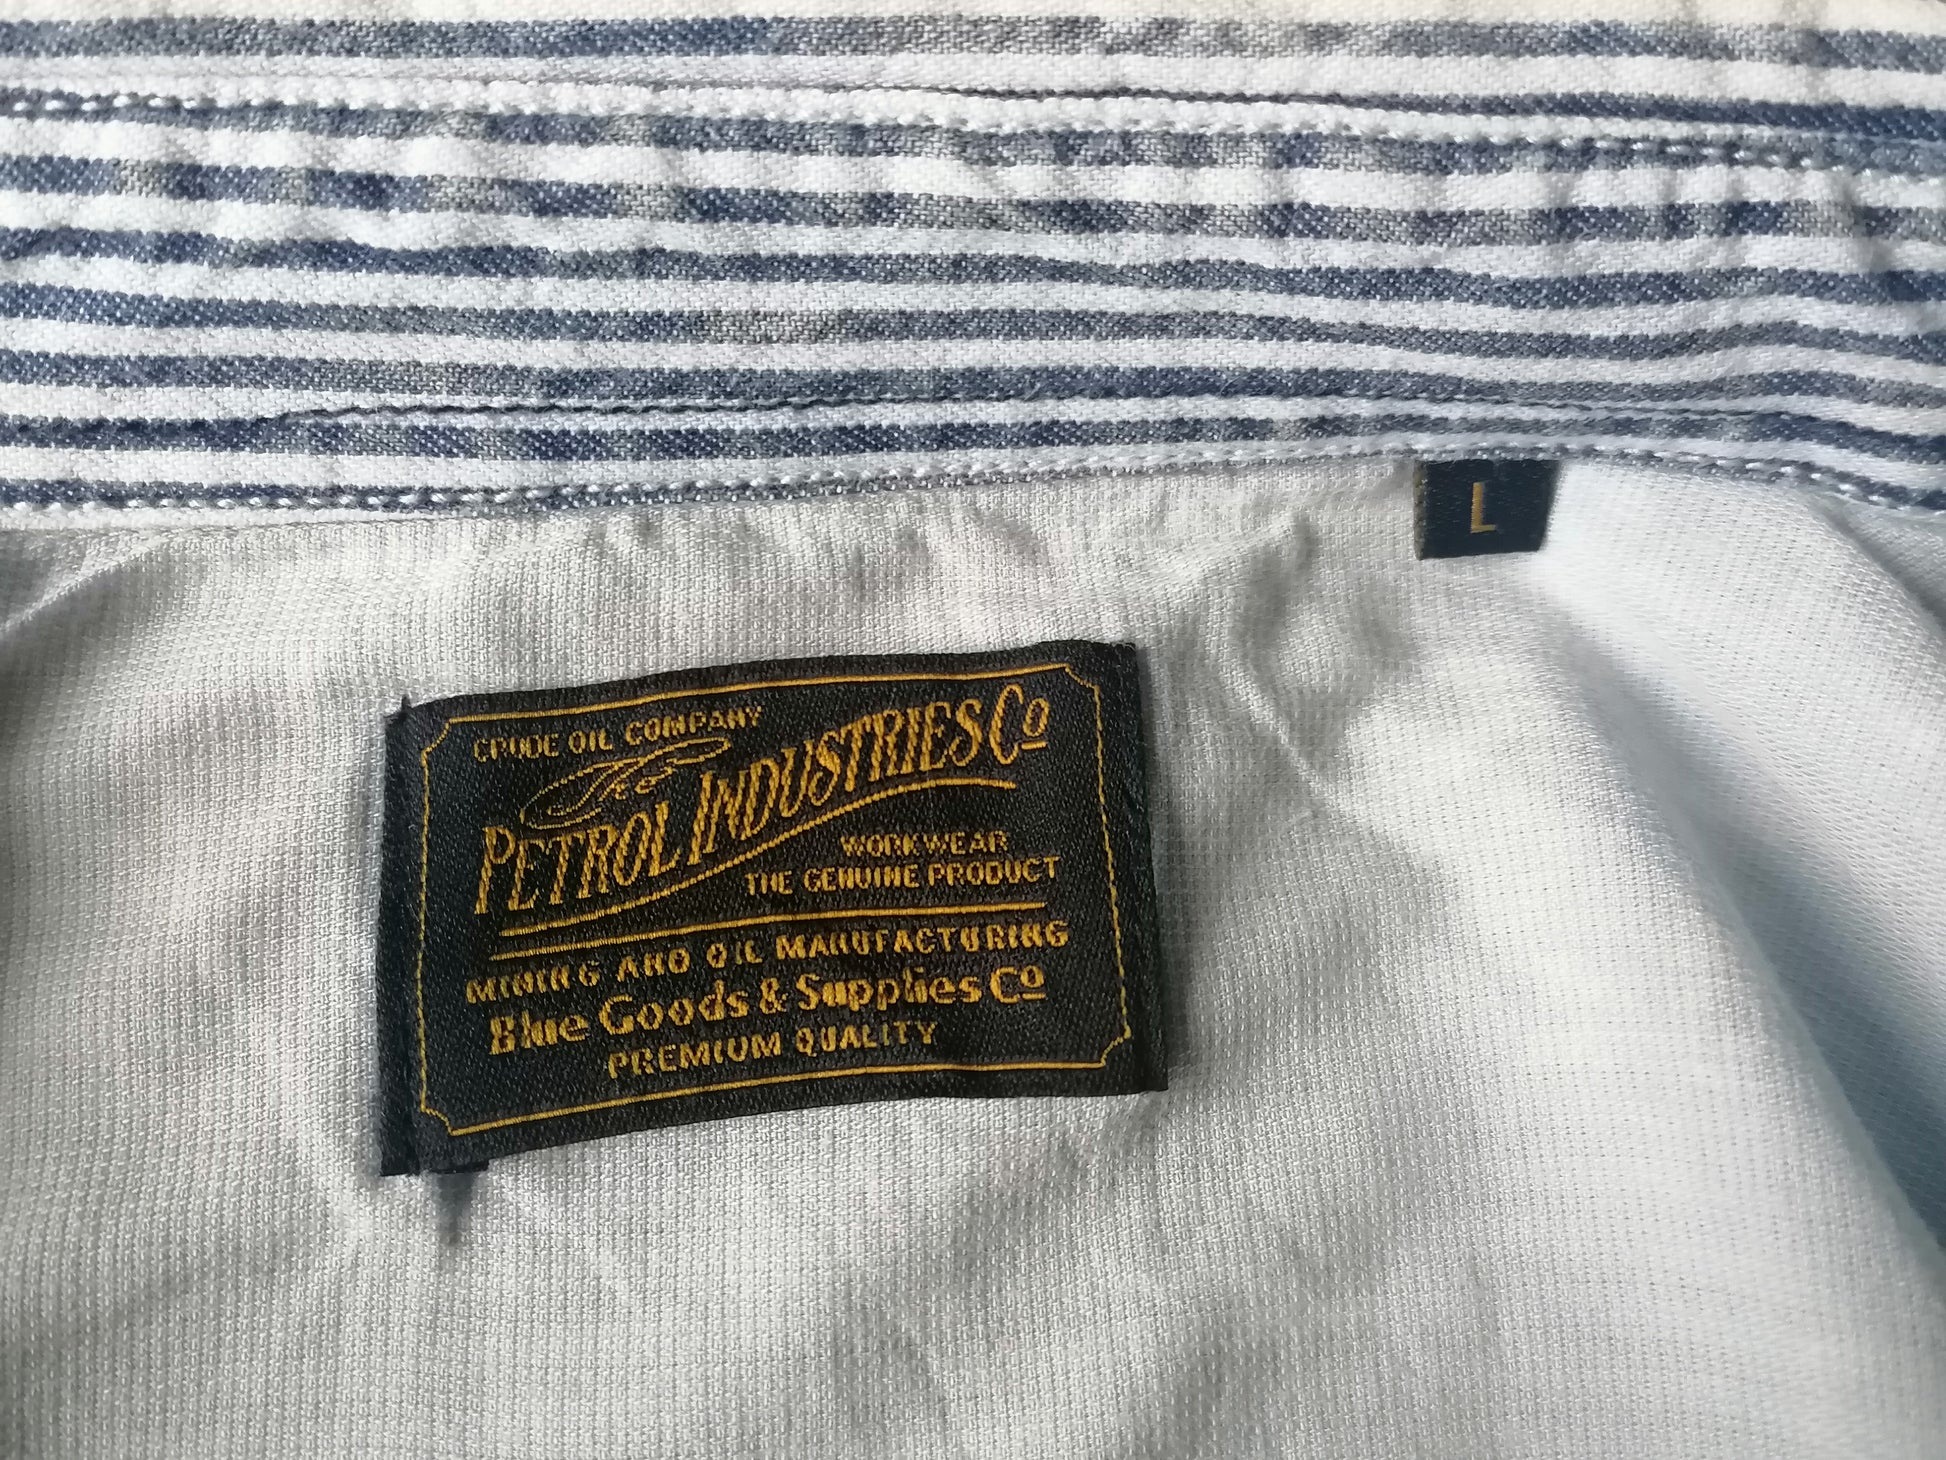 L
CRUDE OIL COMPANY
The
PETROL INDUSTRIES Co
WORKWEAR
THE GENUINE PRODUCT
MINING AND OIL MANUFACTURING
Blue Goods & Supplies Co
PREMIUM QUALITY